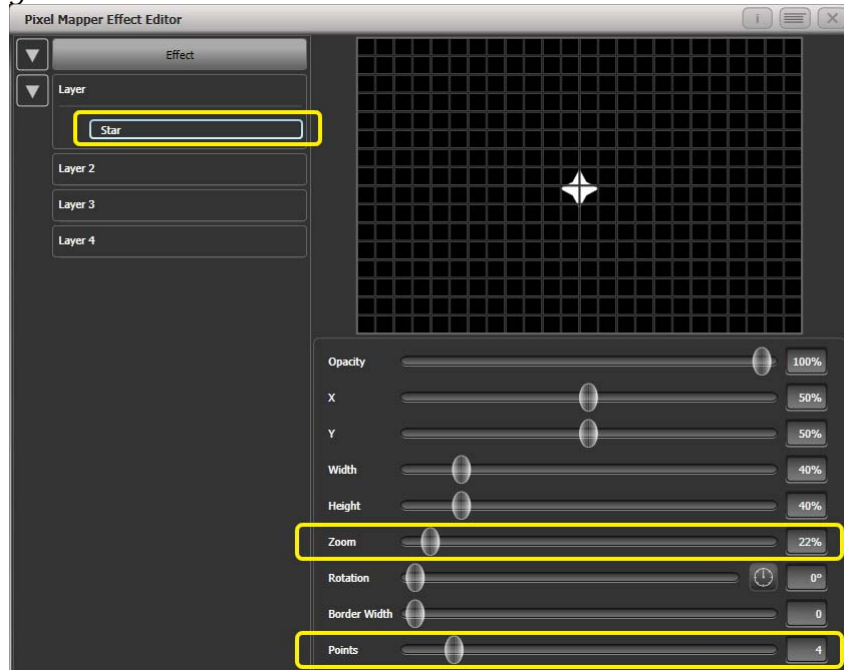 Pixel Mapper Effect Editor
i
Effect
Layer
Star
Layer 2
Layer 3
Layer 4
Opacity 100%
X 50%
Y 50%
Width 40%
Height 40%
Zoom 22%
Rotation 0°
Border Width 0
Points 4